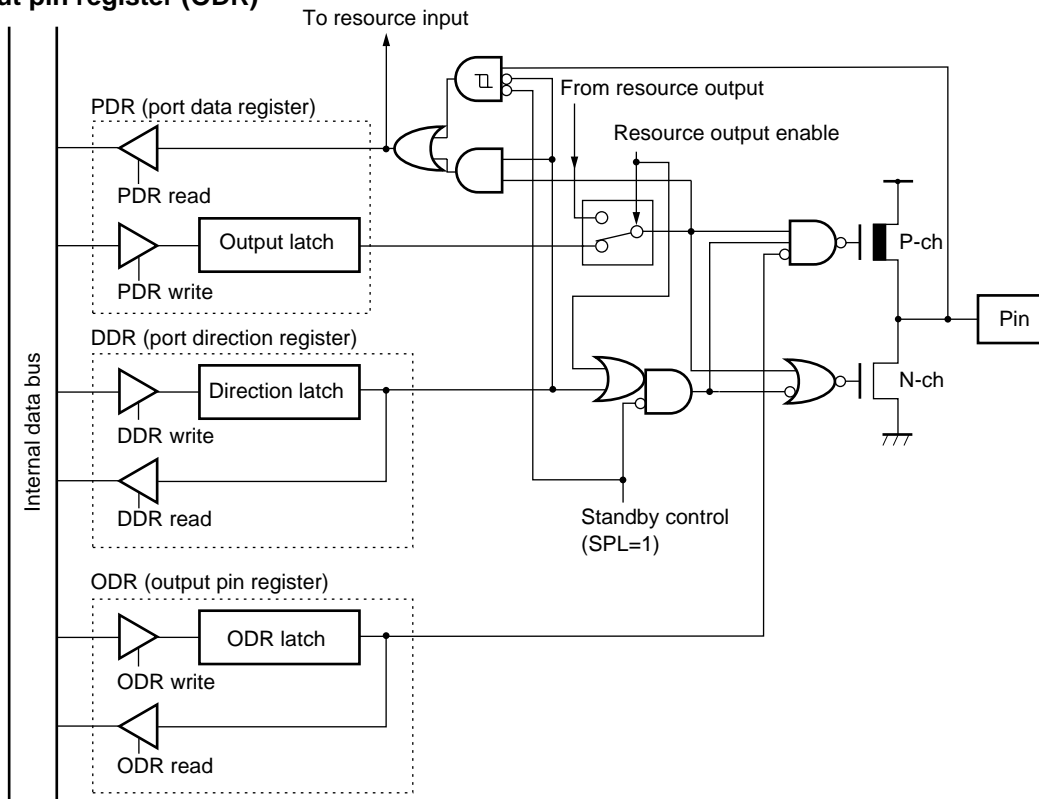 pin register (ODR)
To resource input
PDR (port data register)
From resource output
Resource output enable
PDR read
Output latch
P-ch
PDR write
Pin
DDR (port direction register)
Internal data bus
Direction latch
N-ch
DDR write
DDR read
Standby control
(SPL=1)
ODR (output pin register)
ODR latch
ODR write
ODR read